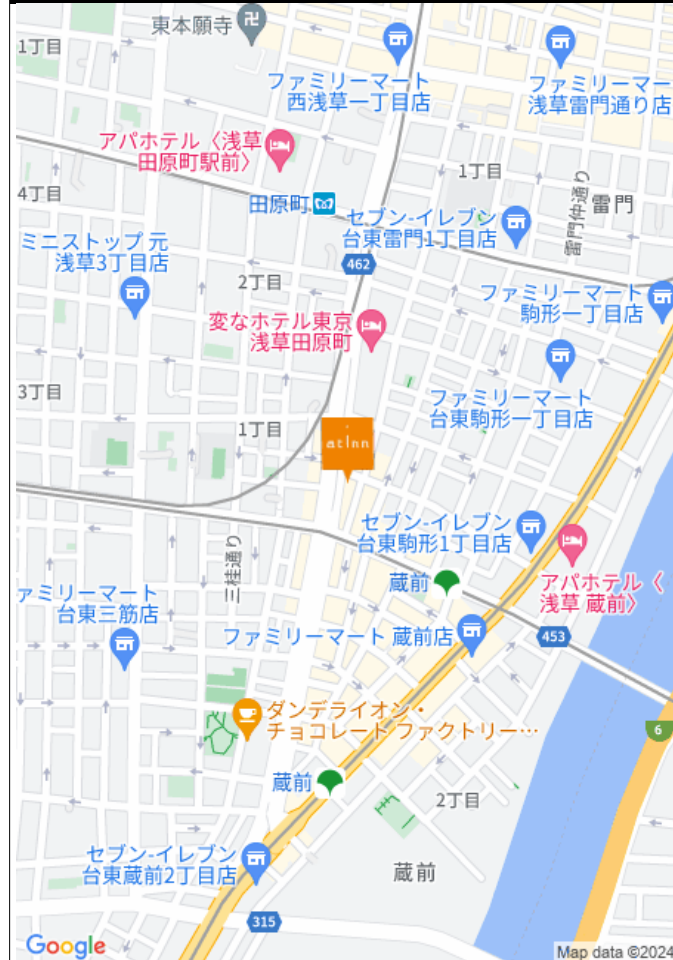 東本願寺
1丁目
ファミリーマート
西浅草一丁目店
ファミリーマー
浅草雷門通り店
アパホテル〈浅草
田原町駅前〉
1丁目
4丁目
田原町
雷門仲通り
雷門
セブン-イレブン
台東雷門1丁目店
ミニストップ 元
浅草3丁目店
462
2丁目
ファミリーマート
駒形一丁目店
変なホテル東京
浅草田原町
ファミリーマート
台東駒形一丁目店
3丁目
1丁目
atInn
セブン-イレブン
台東駒形1丁目店
三桂通り
蔵前
アパホテル〈
浅草 蔵前〉
ァミリーマート
台東三筋店
ファミリーマート 蔵前店
453
ダンデライオン・
チョコレート ファクトリー…
6
蔵前
2丁目
セブン-イレブン
台東蔵前2丁目店
蔵前
315
Google
Map data ©2024